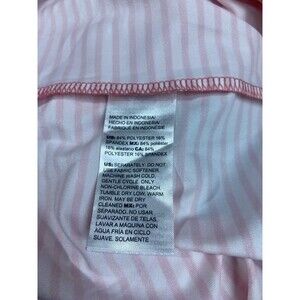 MADE IN INDONESIA/
HECHO EN INDONESIA/
FABRIQUE EN INDONESIE
US: 84% POLYESTER 16%
SPANDEX MX: 84% poliéster
16% elastano CA: 84%
POLYESTER 16% SPANDEX
US: SEPARATELY. DO NOT
USE FABRIC SOFTENER.
MACHINE WASH COLD,
GENTLE CYCLE. ONLY
NON-CHLORINE BLEACH.
TUMBLE DRY LOW, WARM
IRON. MAY BE DRY
CLEANED MX: POR
SEPARADO. NO USAR
SUAVIZANTE DE TELAS.
LAVAR A MAQUINA CON
AGUA FRÍA EN CICLO
SUAVE. SOLAMENTE